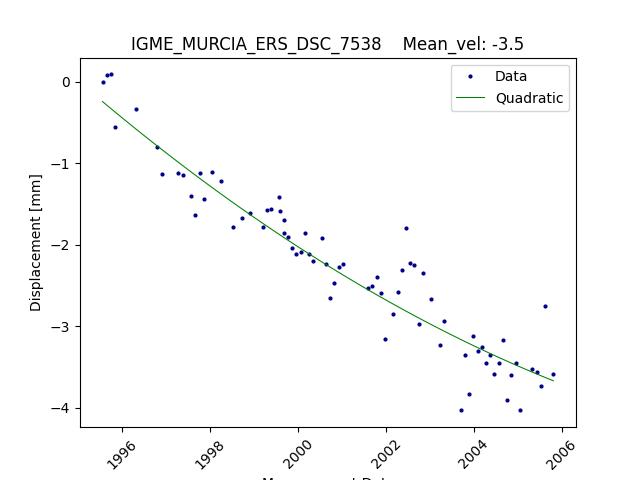 IGME_MURCIA_ERS_DSC_7538    Mean_vel: -3.5
Data
Quadratic
Displacement [mm]
0
−1
−2
−3
−4
1996
1998
2000
2002
2004
2006